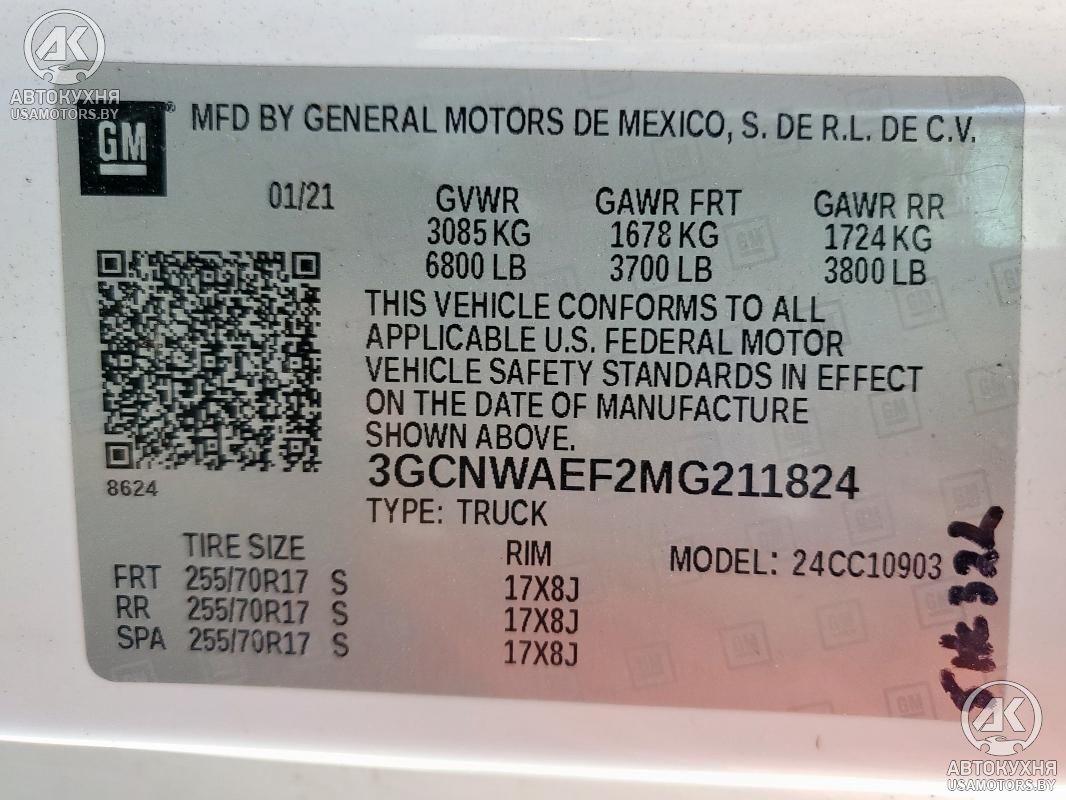 AK
АВТОКУХНЯ
USAMOTORS.BY
GM ® MFD BY GENERAL MOTORS DE MEXICO, S. DE R.L. DE C.V.
01/21 GVWR GAWR FRT GAWR RR
3085 KG 1678 KG 1724 KG
6800 LB 3700 LB 3800 LB
THIS VEHICLE CONFORMS TO ALL
APPLICABLE U.S. FEDERAL MOTOR
VEHICLE SAFETY STANDARDS IN EFFECT
ON THE DATE OF MANUFACTURE
SHOWN ABOVE.
3GCNWAEF2MG211824
8624
TYPE: TRUCK
TIRE SIZE RIM MODEL: 24CC10903
FRT 255/70R17 S 17X8J
RR 255/70R17 S 17X8J
SPA 255/70R17 S 17X8J
AK
АВТОКУХНЯ
USAMOTORS.BY